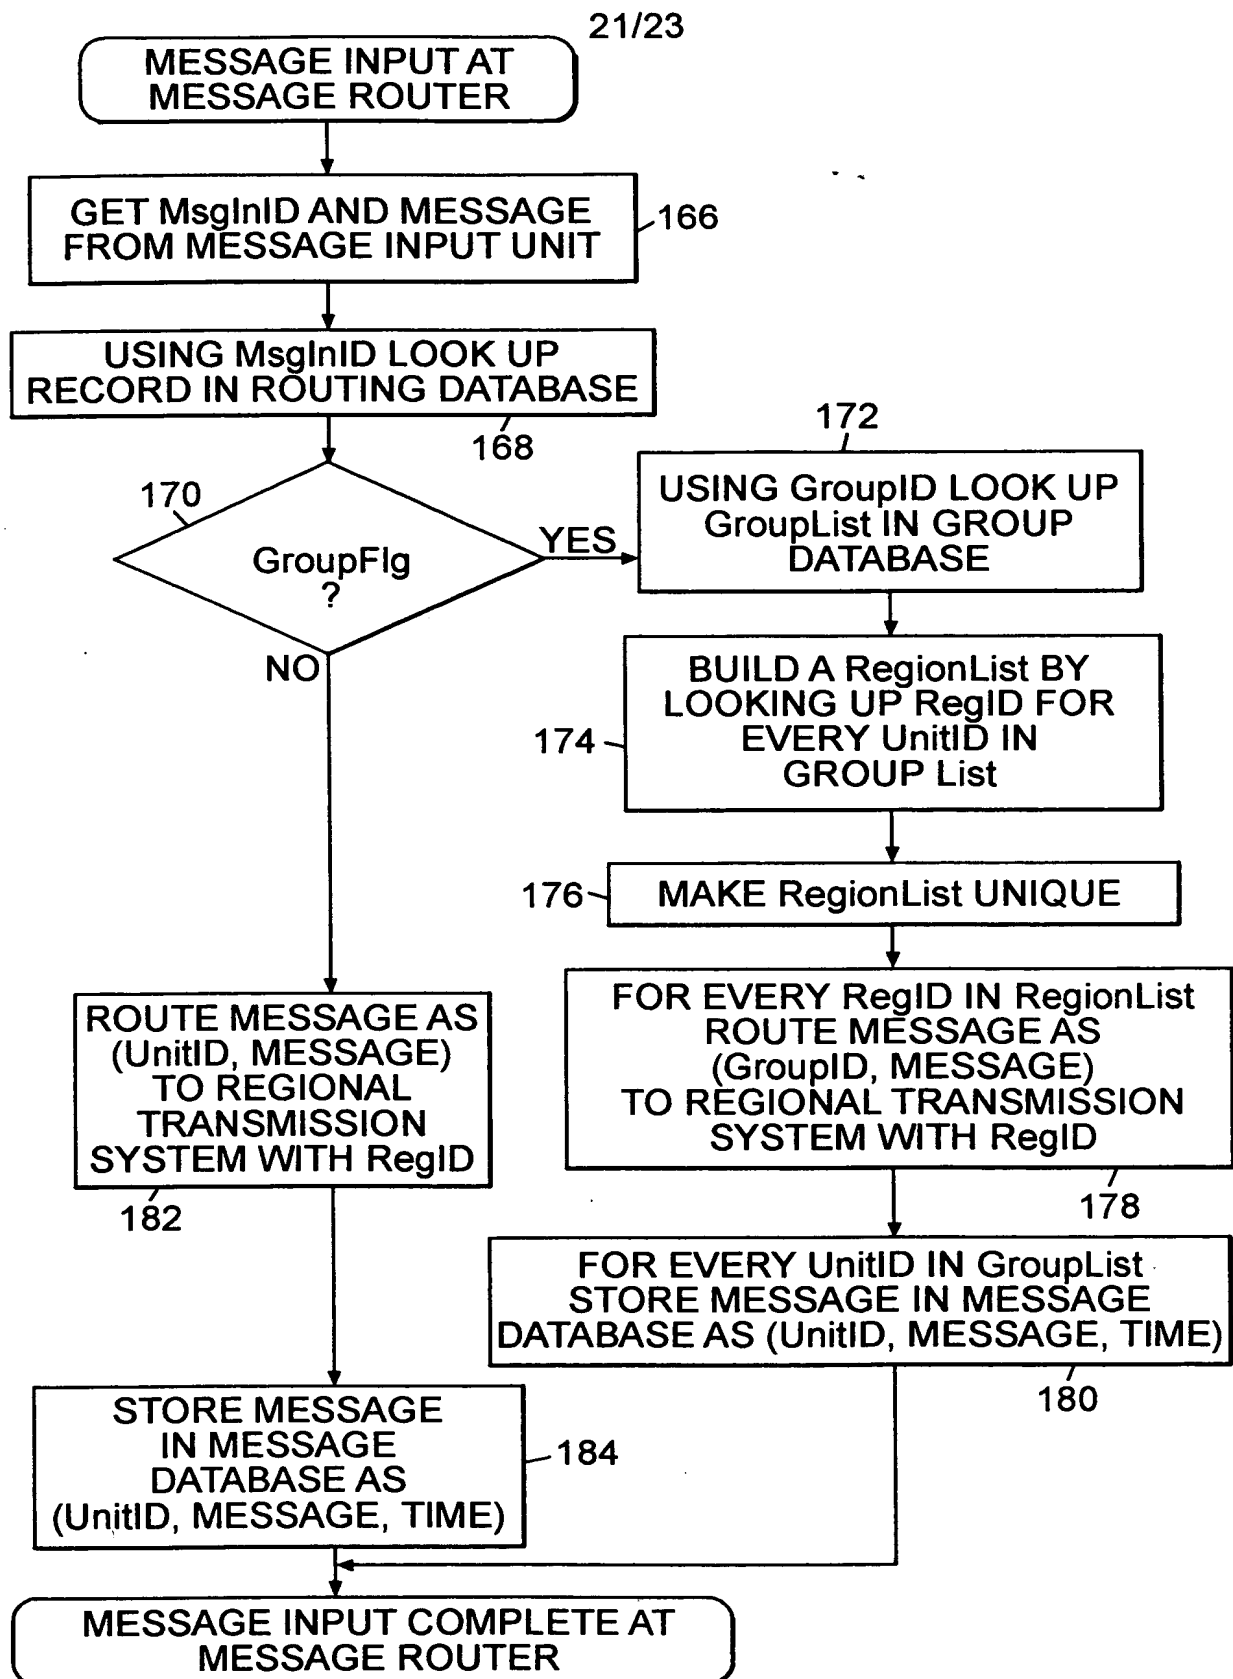 21/23
MESSAGE INPUT AT
MESSAGE ROUTER
GET MsgInID AND MESSAGE
FROM MESSAGE INPUT UNIT
166
USING MsgInID LOOK UP
RECORD IN ROUTING DATABASE
168
170
GroupFlg
?
YES
NO
172
USING GroupID LOOK UP
GroupList IN GROUP
DATABASE
BUILD A RegionList BY
LOOKING UP RegID FOR
EVERY UnitID IN
GROUP List
174
176
MAKE RegionList UNIQUE
FOR EVERY RegID IN RegionList
ROUTE MESSAGE AS
(GroupID, MESSAGE)
TO REGIONAL TRANSMISSION
SYSTEM WITH RegID
178
ROUTE MESSAGE AS
(UnitID, MESSAGE)
TO REGIONAL
TRANSMISSION
SYSTEM WITH RegID
182
FOR EVERY UnitID IN GroupList
STORE MESSAGE IN MESSAGE
DATABASE AS (UnitID, MESSAGE, TIME)
180
STORE MESSAGE
IN MESSAGE
DATABASE AS
(UnitID, MESSAGE, TIME)
184
MESSAGE INPUT COMPLETE AT
MESSAGE ROUTER